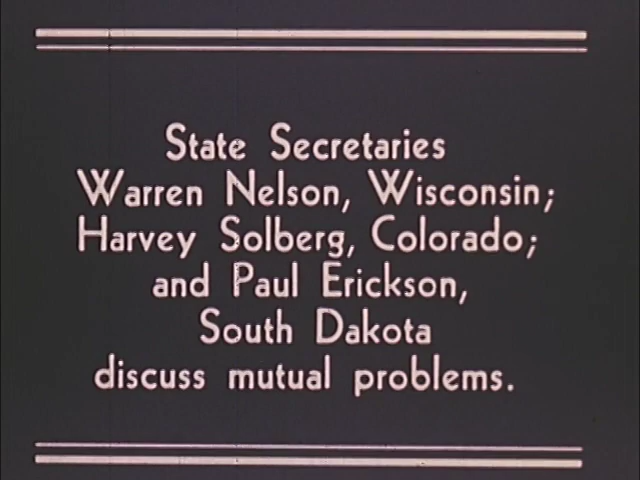 State Secretaries
Warren Nelson, Wisconsin;
Harvey Solberg, Colorado;
and Paul Erickson,
South Dakota
discuss mutual problems.